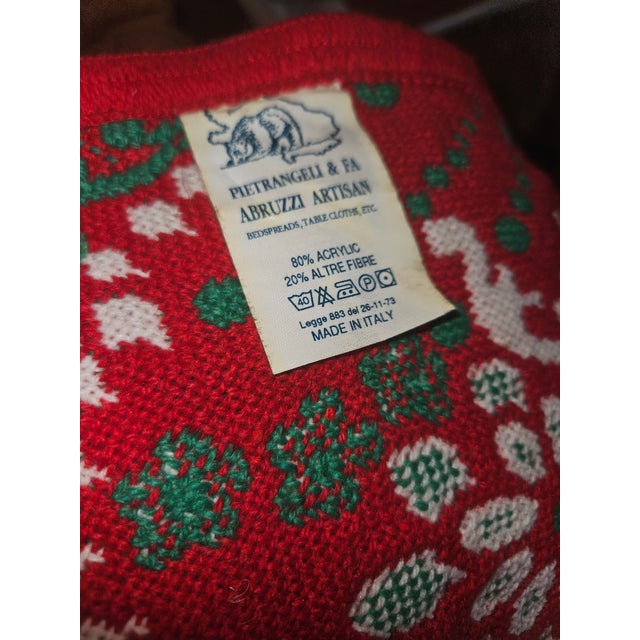 PIETRANGELI & FA
ABRUZZI ARTISAN
BEDSPREADS, TABLE CLOTHS, ETC.
80% ACRYLIC
20% ALTRE FIBRE
40 P
Legge 883 del 26-11-73
MADE IN ITALY